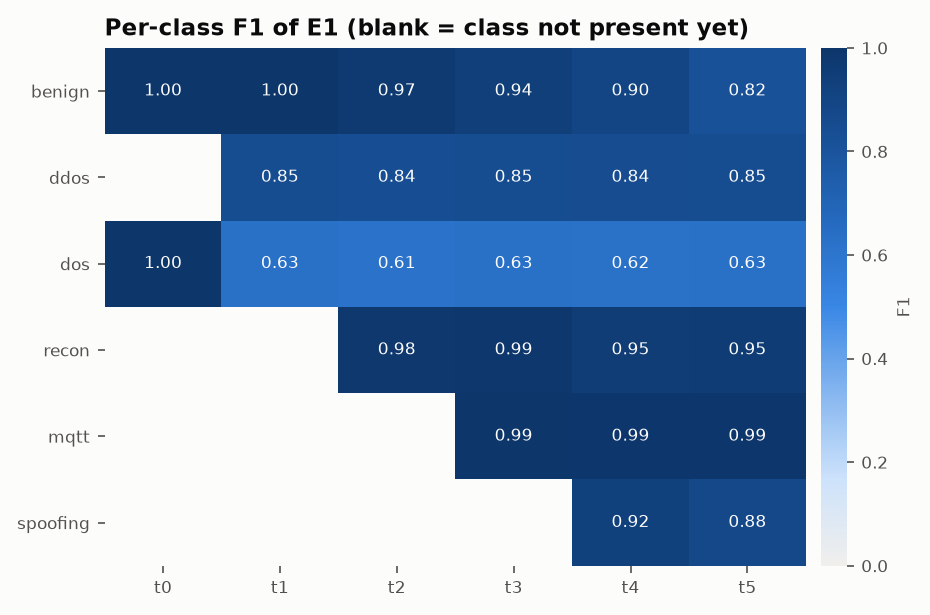 Per-class F1 of E1 (blank = class not present yet)
benign 1.00 1.00 0.97 0.94 0.90 0.82
ddos 0.85 0.84 0.85 0.84 0.85
dos 1.00 0.63 0.61 0.63 0.62 0.63
recon 0.98 0.99 0.95 0.95
mqtt 0.99 0.99 0.99
spoofing 0.92 0.88
t0 t1 t2 t3 t4 t5
1.0
0.8
0.6
0.4
0.2
0.0
F1